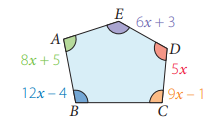 E 6x + 3
A D
8x + 5 5x
12x – 4 9x – 1
B C